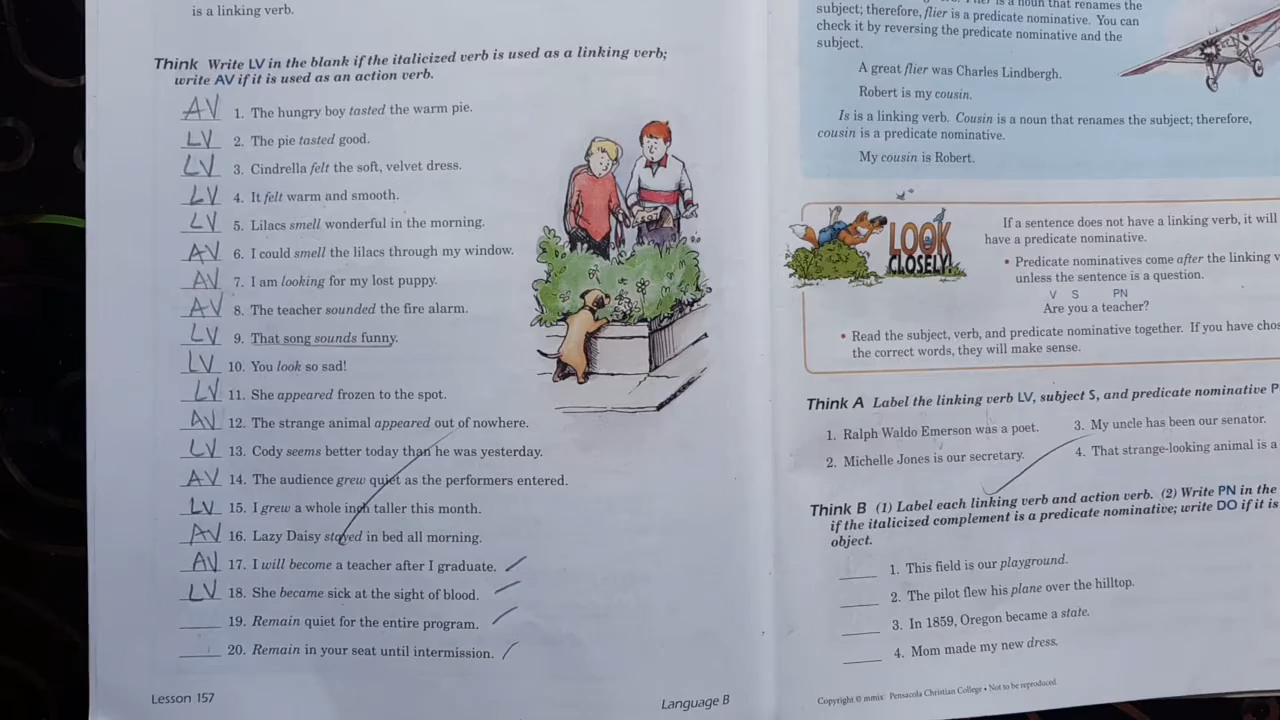 is a linking verb.
Think Write LV in the blank if the italicized verb is used as a linking verb;
write AV if it is used as an action verb.
AV 1. The hungry boy tasted the warm pie.
LV 2. The pie tasted good.
LV 3. Cindrella felt the soft, velvet dress.
LV 4. It felt warm and smooth.
LV 5. Lilacs smell wonderful in the morning.
AV 6. I could smell the lilacs through my window.
AV 7. I am looking for my lost puppy.
AV 8. The teacher sounded the fire alarm.
LV 9. That song sounds funny.
LV 10. You look so sad!
LV 11. She appeared frozen to the spot.
AV 12. The strange animal appeared out of nowhere.
LV 13. Cody seems better today than he was yesterday.
AV 14. The audience grew quiet as the performers entered.
LV 15. I grew a whole inch taller this month.
AV 16. Lazy Daisy stayed in bed all morning.
AV 17. I will become a teacher after I graduate.
LV 18. She became sick at the sight of blood.
19. Remain quiet for the entire program.
20. Remain in your seat until intermission.
Lesson 157
Language B
is a noun that renames the
subject; therefore, flier is a predicate nominative. You can
check it by reversing the predicate nominative and the
subject.
A great flier was Charles Lindbergh.
Robert is my cousin.
Is is a linking verb. Cousin is a noun that renames the subject; therefore,
cousin is a predicate nominative.
My cousin is Robert.
LOOK
CLOSELY!
If a sentence does not have a linking verb, it will
have a predicate nominative.
• Predicate nominatives come after the linking v
unless the sentence is a question.
V S PN
Are you a teacher?
• Read the subject, verb, and predicate nominative together. If you have chos
the correct words, they will make sense.
Think A Label the linking verb LV, subject S, and predicate nominative P
1. Ralph Waldo Emerson was a poet.
3. My uncle has been our senator.
2. Michelle Jones is our secretary.
4. That strange-looking animal is a
Think B (1) Label each linking verb and action verb. (2) Write PN in the
if the italicized complement is a predicate nominative; write DO if it is
object.
1. This field is our playground.
2. The pilot flew his plane over the hilltop.
3. In 1859, Oregon became a state.
4. Mom made my new dress.
Copyright © mmix Pensacola Christian College • Not to be reproduced.